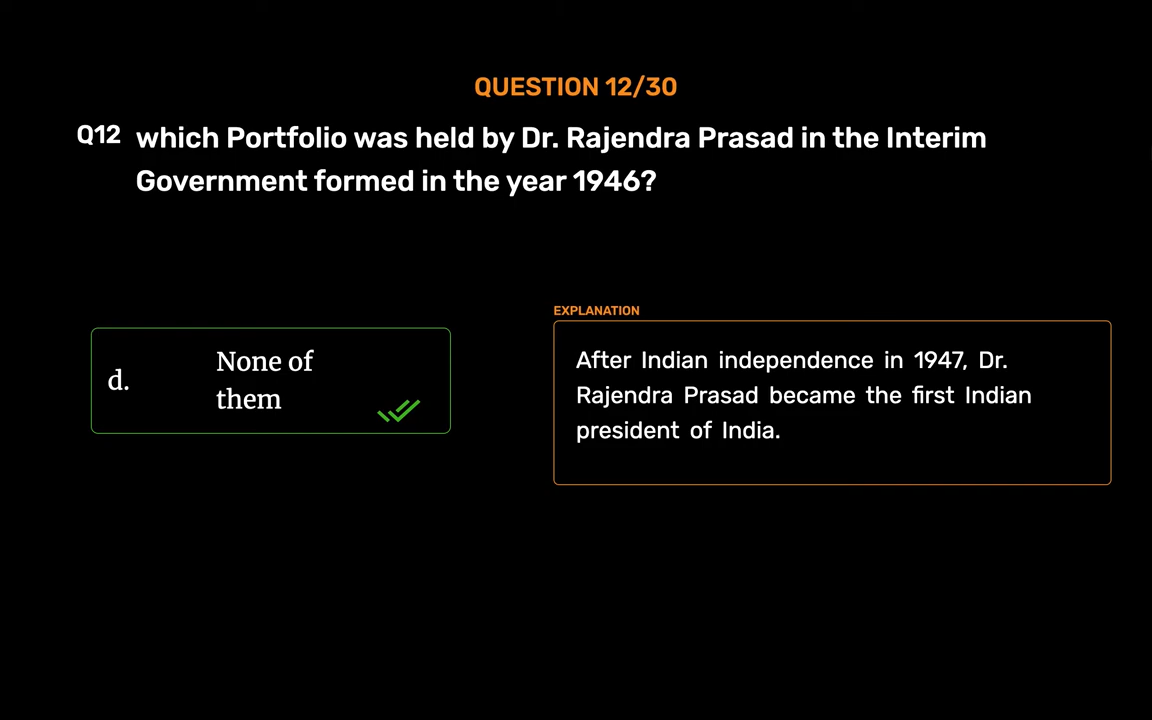 QUESTION 12/30
Q12 which Portfolio was held by Dr. Rajendra Prasad in the Interim
Government formed in the year 1946?
EXPLANATION
d. None of
them
After Indian independence in 1947, Dr.
Rajendra Prasad became the first Indian
president of India.